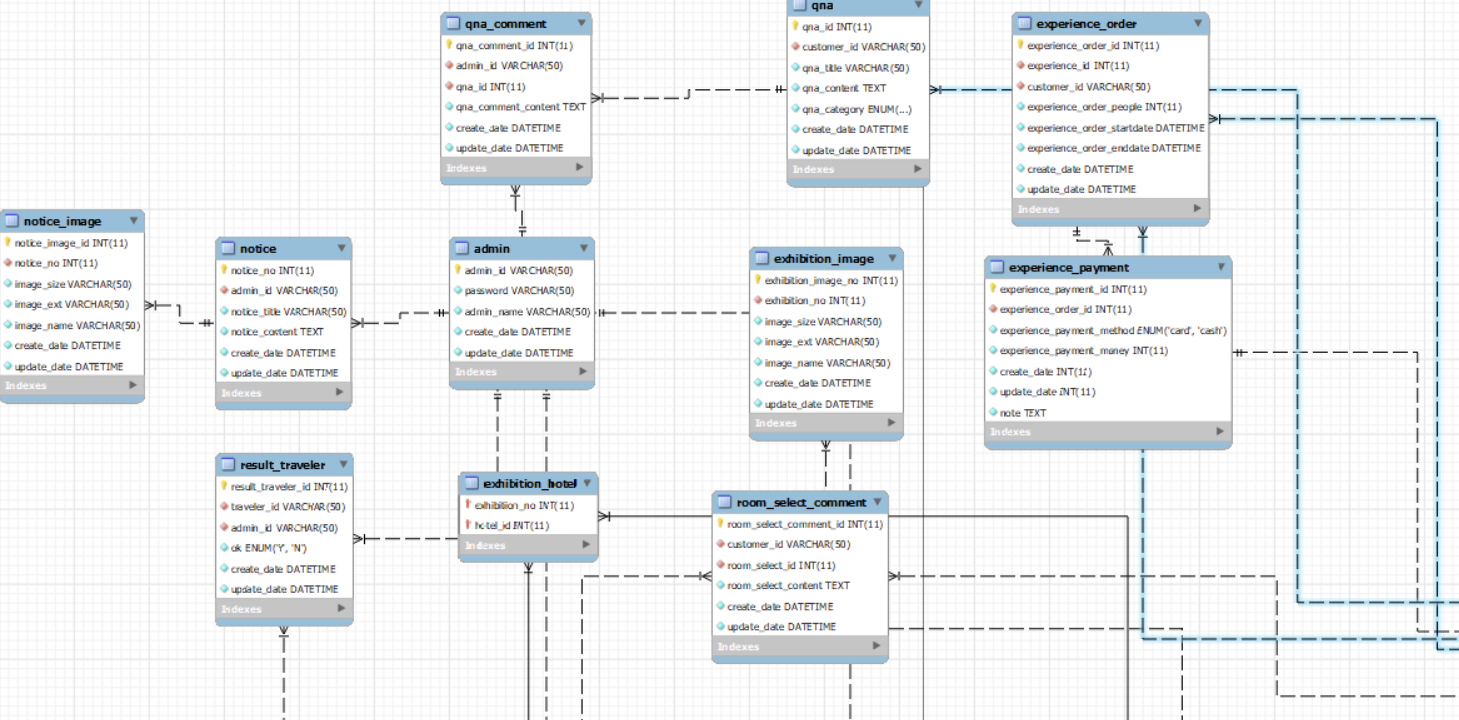 qna_comment
qna_comment_id INT(11)
admin_id VARCHAR(50)
qna_id INT(11)
qna_comment_content TEXT
create_date DATETIME
update_date DATETIME
Indexes
qna
qna_id INT(11)
customer_id VARCHAR(50)
qna_title VARCHAR(50)
qna_content TEXT
qna_category ENUM(...)
create_date DATETIME
update_date DATETIME
Indexes
experience_order
experience_order_id INT(11)
experience_id INT(11)
customer_id VARCHAR(50)
experience_order_people INT(11)
experience_order_startdate DATETIME
experience_order_enddate DATETIME
create_date DATETIME
update_date DATETIME
Indexes
notice_image
notice_image_id INT(11)
notice_no INT(11)
image_size VARCHAR(50)
image_ext VARCHAR(50)
image_name VARCHAR(50)
create_date DATETIME
update_date DATETIME
Indexes
notice
notice_no INT(11)
admin_id VARCHAR(50)
notice_title VARCHAR(50)
notice_content TEXT
create_date DATETIME
update_date DATETIME
Indexes
admin
admin_id VARCHAR(50)
password VARCHAR(50)
admin_name VARCHAR(50)
create_date DATETIME
update_date DATETIME
exhibition_image
exhibition_image_no INT(11)
exhibition_no INT(11)
image_size VARCHAR(50)
image_ext VARCHAR(50)
image_name VARCHAR(50)
create_date DATETIME
update_date DATETIME
Indexes
experience_payment
experience_payment_id INT(11)
experience_order_id INT(11)
experience_payment_method ENUM('card', 'cash')
experience_payment_money INT(11)
create_date INT(11)
update_date INT(11)
note TEXT
Indexes
result_traveler
result_traveler_id INT(11)
traveler_id VARCHAR(50)
admin_id VARCHAR(50)
ok ENUM('Y', 'N')
create_date DATETIME
update_date DATETIME
Indexes
exhibition_hotel
exhibition_no INT(11)
hotel_id INT(11)
Indexes
room_select_comment
room_select_comment_id INT(11)
customer_id VARCHAR(50)
room_select_id INT(11)
room_select_content TEXT
create_date DATETIME
update_date DATETIME
Indexes